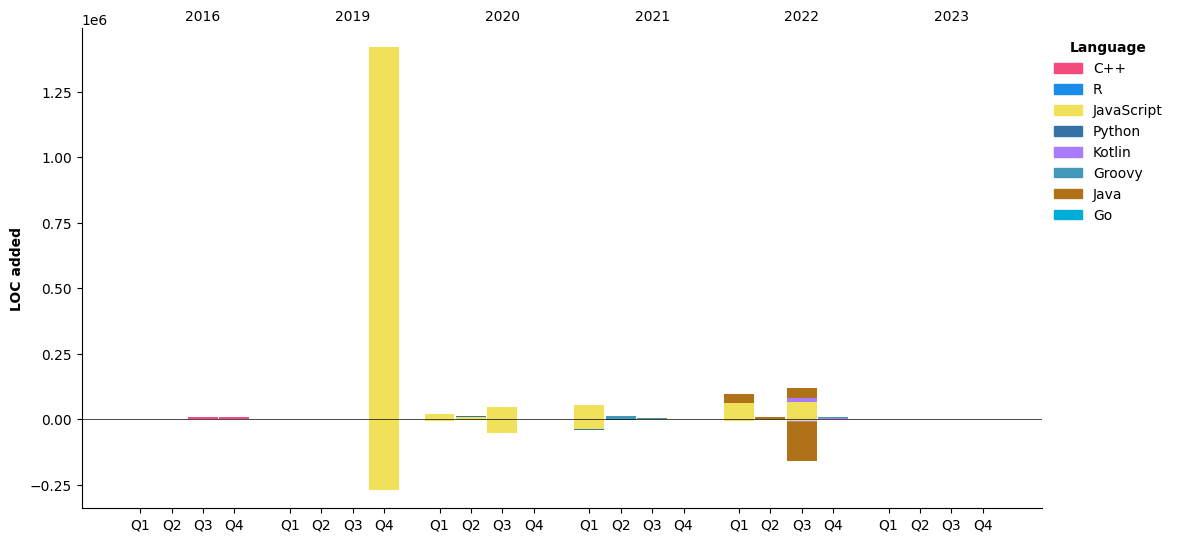 1e6
2016 2019 2020 2021 2022 2023
LOC added
1.25
1.00
0.75
0.50
0.25
0.00
−0.25
Q1 Q2 Q3 Q4 Q1 Q2 Q3 Q4 Q1 Q2 Q3 Q4 Q1 Q2 Q3 Q4 Q1 Q2 Q3 Q4 Q1 Q2 Q3 Q4
Language
C++
R
JavaScript
Python
Kotlin
Groovy
Java
Go